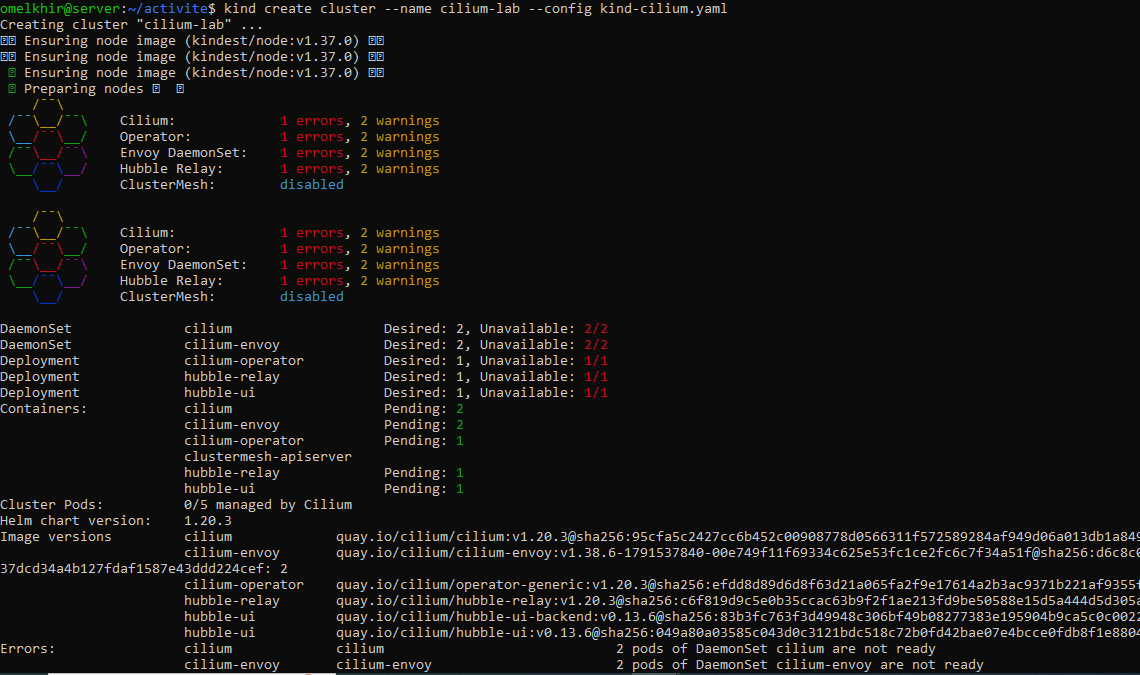 omelkhir@server:~/activite$ kind create cluster --name cilium-lab --config kind-cilium.yaml
Creating cluster "cilium-lab" ...
Ensuring node image (kindest/node:v1.37.0)
Ensuring node image (kindest/node:v1.37.0)
Ensuring node image (kindest/node:v1.37.0)
Preparing nodes
Cilium: 1 errors, 2 warnings
Operator: 1 errors, 2 warnings
Envoy DaemonSet: 1 errors, 2 warnings
Hubble Relay: 1 errors, 2 warnings
ClusterMesh: disabled
Cilium: 1 errors, 2 warnings
Operator: 1 errors, 2 warnings
Envoy DaemonSet: 1 errors, 2 warnings
Hubble Relay: 1 errors, 2 warnings
ClusterMesh: disabled
DaemonSet cilium Desired: 2, Unavailable: 2/2
DaemonSet cilium-envoy Desired: 2, Unavailable: 2/2
Deployment cilium-operator Desired: 1, Unavailable: 1/1
Deployment hubble-relay Desired: 1, Unavailable: 1/1
Deployment hubble-ui Desired: 1, Unavailable: 1/1
Containers: cilium Pending: 2
cilium-envoy Pending: 2
cilium-operator Pending: 1
clustermesh-apiserver
hubble-relay Pending: 1
hubble-ui Pending: 1
Cluster Pods: 0/5 managed by Cilium
Helm chart version: 1.20.3
Image versions cilium quay.io/cilium/cilium:v1.20.3@sha256:95cfa5c2427cc6b452c00908778d0566311f572589284af949d06a013db1a849
cilium-envoy quay.io/cilium/cilium-envoy:v1.38.6-1791537840-00e749f11f69334c625e53fc1ce2fc6c7f34a51f@sha256:d6c8c0
37dcd34a4b127fdaf1587e43ddd224cef: 2
cilium-operator quay.io/cilium/operator-generic:v1.20.3@sha256:efdd8d89d6d8f63d21a065fa2f9e17614a2b3ac9371b221af9355f
hubble-relay quay.io/cilium/hubble-relay:v1.20.3@sha256:c6f819d9c5e0b35ccac63b9f2f1ae213fd9be50588e15d5a444d5d305a
hubble-ui quay.io/cilium/hubble-ui-backend:v0.13.6@sha256:83b3fc763f3d49948c306bf49b08277383e195904b9ca5c0c0022
hubble-ui quay.io/cilium/hubble-ui:v0.13.6@sha256:049a80a03585c043d0c3121bdc518c72b0fd42bae07e4bcce0fdb8f1e8804
Errors: cilium cilium 2 pods of DaemonSet cilium are not ready
cilium-envoy cilium-envoy 2 pods of DaemonSet cilium-envoy are not ready